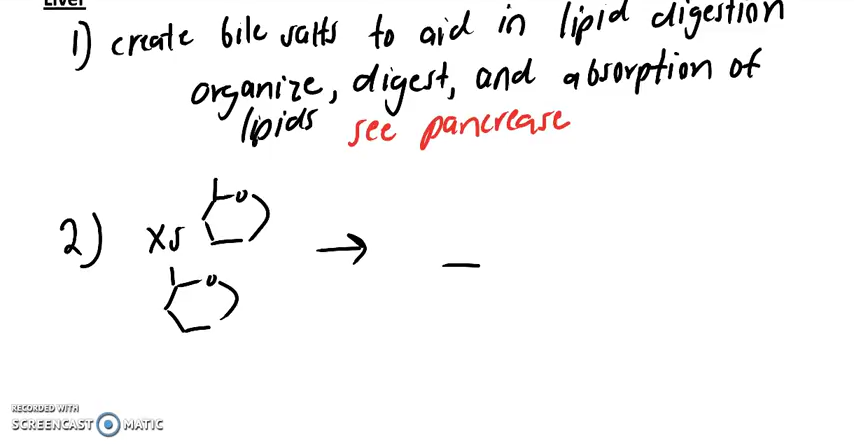 Liver
1) create bile salts to aid in lipid digestion
organize, digest, and absorption of
lipids see pancrease
2) xs O →
O
RECORDED WITH
SCREENCAST MATIC